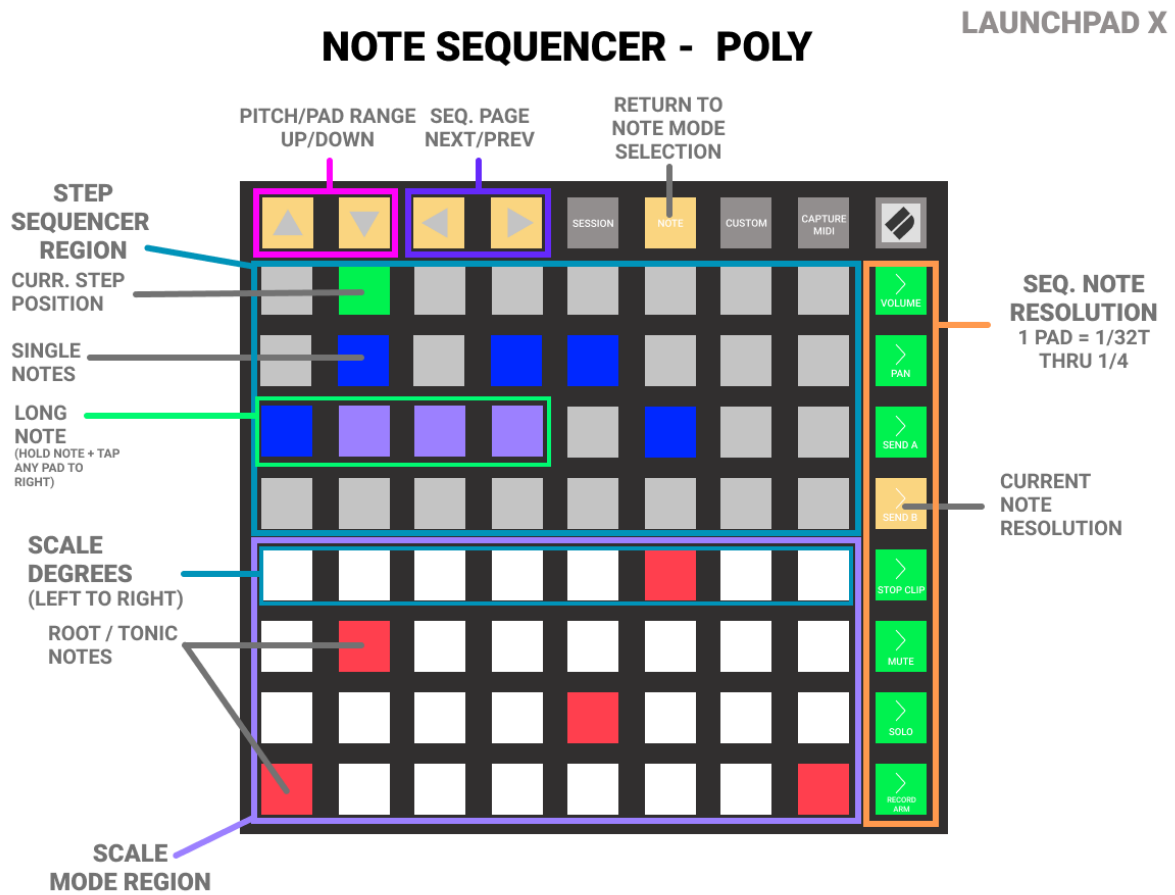 LAUNCHPAD X
NOTE SEQUENCER - POLY
PITCH/PAD RANGE
UP/DOWN
SEQ. PAGE
NEXT/PREV
RETURN TO
NOTE MODE
SELECTION
STEP
SEQUENCER
REGION
CURR. STEP
POSITION
SINGLE
NOTES
LONG
NOTE
(HOLD NOTE + TAP
ANY PAD TO
RIGHT)
SCALE
DEGREES
(LEFT TO RIGHT)
ROOT / TONIC
NOTES
SCALE
MODE REGION
SESSION
NOTE
CUSTOM
CAPTURE
MIDI
VOLUME
PAN
SEND A
SEND B
STOP CLIP
MUTE
SOLO
RECORD
ARM
SEQ. NOTE
RESOLUTION
1 PAD = 1/32T
THRU 1/4
CURRENT
NOTE
RESOLUTION